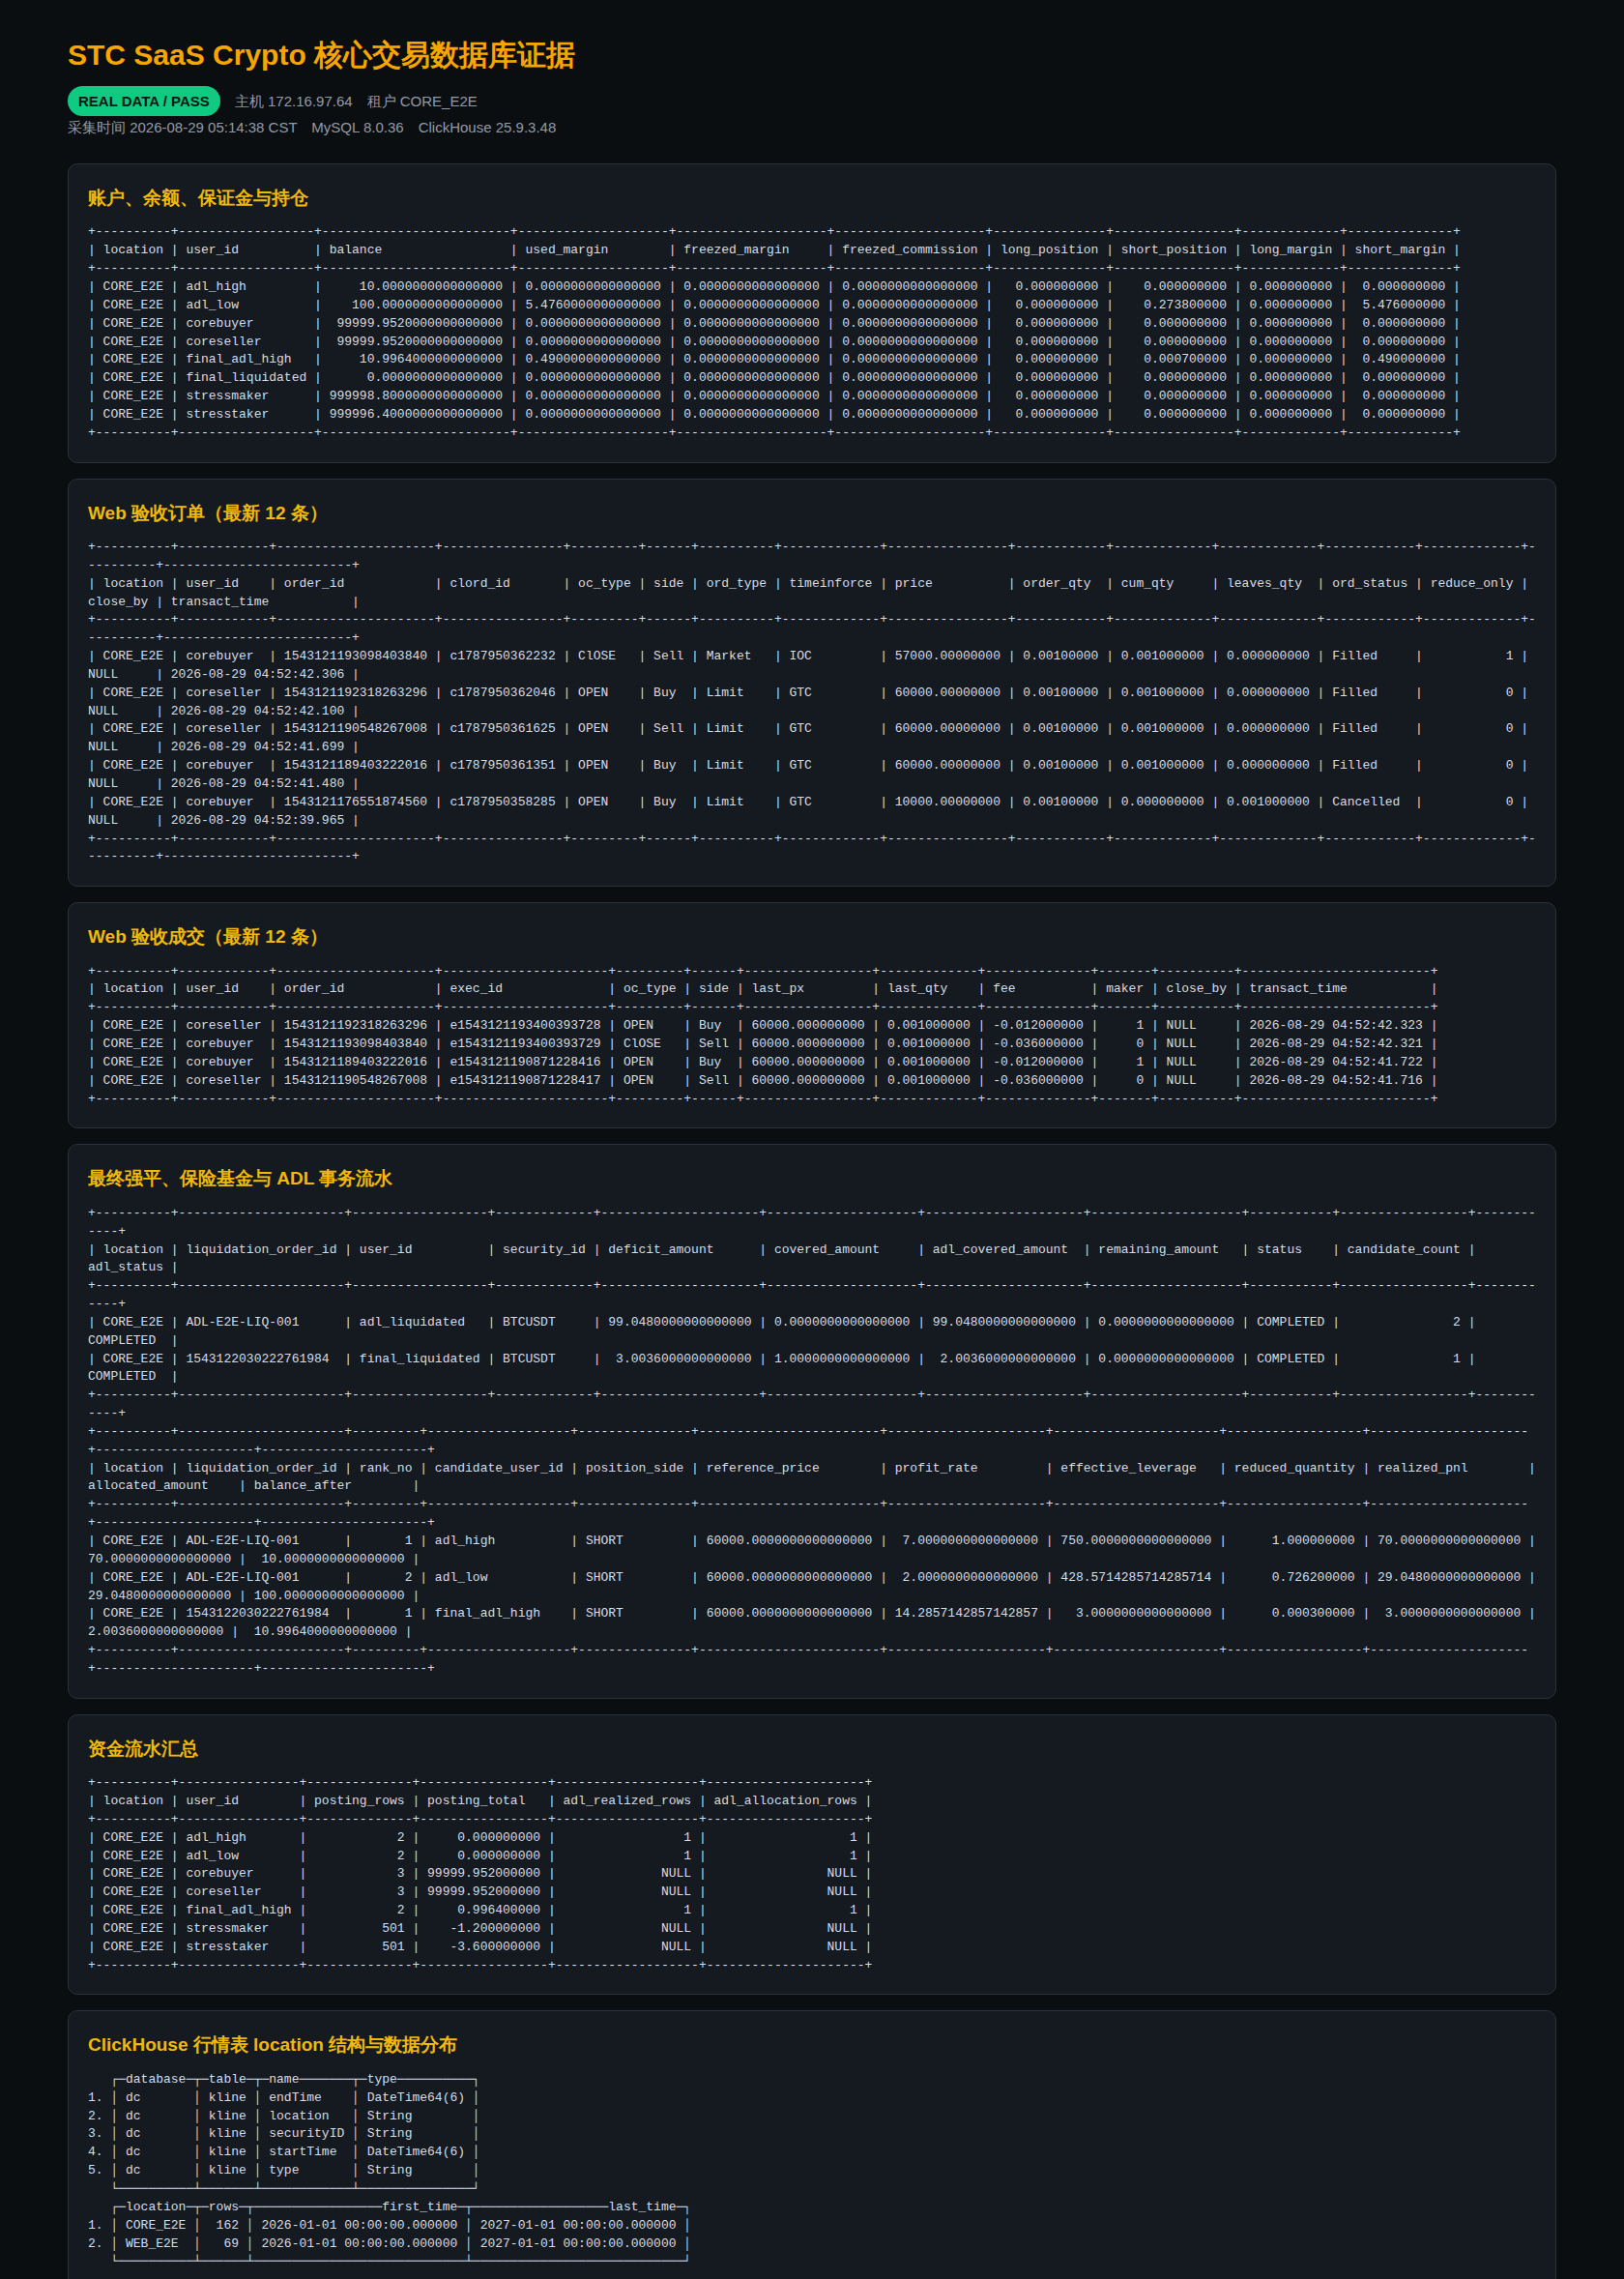 STC SaaS Crypto 核心交易数据库证据
REAL DATA / PASS 主机 172.16.97.64 租户 CORE_E2E
采集时间 2026-08-29 05:14:38 CST MySQL 8.0.36 ClickHouse 25.9.3.48
账户、余额、保证金与持仓
+----------+------------------+-------------------------+--------------------+--------------------+--------------------+---------------+----------------+-------------+--------------+
| location | user_id          | balance                 | used_margin        | freezed_margin     | freezed_commission | long_position | short_position | long_margin | short_margin |
+----------+------------------+-------------------------+--------------------+--------------------+--------------------+---------------+----------------+-------------+--------------+
| CORE_E2E | adl_high         |     10.0000000000000000 | 0.0000000000000000 | 0.0000000000000000 | 0.0000000000000000 |   0.000000000 |    0.000000000 | 0.000000000 |  0.000000000 |
| CORE_E2E | adl_low          |    100.0000000000000000 | 5.4760000000000000 | 0.0000000000000000 | 0.0000000000000000 |   0.000000000 |    0.273800000 | 0.000000000 |  5.476000000 |
| CORE_E2E | corebuyer        |  99999.9520000000000000 | 0.0000000000000000 | 0.0000000000000000 | 0.0000000000000000 |   0.000000000 |    0.000000000 | 0.000000000 |  0.000000000 |
| CORE_E2E | coreseller       |  99999.9520000000000000 | 0.0000000000000000 | 0.0000000000000000 | 0.0000000000000000 |   0.000000000 |    0.000000000 | 0.000000000 |  0.000000000 |
| CORE_E2E | final_adl_high   |     10.9964000000000000 | 0.4900000000000000 | 0.0000000000000000 | 0.0000000000000000 |   0.000000000 |    0.000700000 | 0.000000000 |  0.490000000 |
| CORE_E2E | final_liquidated |      0.0000000000000000 | 0.0000000000000000 | 0.0000000000000000 | 0.0000000000000000 |   0.000000000 |    0.000000000 | 0.000000000 |  0.000000000 |
| CORE_E2E | stressmaker      | 999998.8000000000000000 | 0.0000000000000000 | 0.0000000000000000 | 0.0000000000000000 |   0.000000000 |    0.000000000 | 0.000000000 |  0.000000000 |
| CORE_E2E | stresstaker      | 999996.4000000000000000 | 0.0000000000000000 | 0.0000000000000000 | 0.0000000000000000 |   0.000000000 |    0.000000000 | 0.000000000 |  0.000000000 |
+----------+------------------+-------------------------+--------------------+--------------------+--------------------+---------------+----------------+-------------+--------------+
Web 验收订单（最新 12 条）
+----------+------------+---------------------+----------------+---------+------+----------+-------------+----------------+------------+-------------+-------------+------------+-------------+-
---------+-------------------------+
| location | user_id    | order_id            | clord_id       | oc_type | side | ord_type | timeinforce | price          | order_qty  | cum_qty     | leaves_qty  | ord_status | reduce_only |
close_by | transact_time           |
+----------+------------+---------------------+----------------+---------+------+----------+-------------+----------------+------------+-------------+-------------+------------+-------------+-
---------+-------------------------+
| CORE_E2E | corebuyer  | 1543121193098403840 | c1787950362232 | ClOSE   | Sell | Market   | IOC         | 57000.00000000 | 0.00100000 | 0.001000000 | 0.000000000 | Filled     |           1 |
NULL     | 2026-08-29 04:52:42.306 |
| CORE_E2E | coreseller | 1543121192318263296 | c1787950362046 | OPEN    | Buy  | Limit    | GTC         | 60000.00000000 | 0.00100000 | 0.001000000 | 0.000000000 | Filled     |           0 |
NULL     | 2026-08-29 04:52:42.100 |
| CORE_E2E | coreseller | 1543121190548267008 | c1787950361625 | OPEN    | Sell | Limit    | GTC         | 60000.00000000 | 0.00100000 | 0.001000000 | 0.000000000 | Filled     |           0 |
NULL     | 2026-08-29 04:52:41.699 |
| CORE_E2E | corebuyer  | 1543121189403222016 | c1787950361351 | OPEN    | Buy  | Limit    | GTC         | 60000.00000000 | 0.00100000 | 0.001000000 | 0.000000000 | Filled     |           0 |
NULL     | 2026-08-29 04:52:41.480 |
| CORE_E2E | corebuyer  | 1543121176551874560 | c1787950358285 | OPEN    | Buy  | Limit    | GTC         | 10000.00000000 | 0.00100000 | 0.000000000 | 0.001000000 | Cancelled  |           0 |
NULL     | 2026-08-29 04:52:39.965 |
+----------+------------+---------------------+----------------+---------+------+----------+-------------+----------------+------------+-------------+-------------+------------+-------------+-
---------+-------------------------+
Web 验收成交（最新 12 条）
+----------+------------+---------------------+----------------------+---------+------+-----------------+-------------+--------------+-------+----------+-------------------------+
| location | user_id    | order_id            | exec_id              | oc_type | side | last_px         | last_qty    | fee          | maker | close_by | transact_time           |
+----------+------------+---------------------+----------------------+---------+------+-----------------+-------------+--------------+-------+----------+-------------------------+
| CORE_E2E | coreseller | 1543121192318263296 | e1543121193400393728 | OPEN    | Buy  | 60000.000000000 | 0.001000000 | -0.012000000 |     1 | NULL     | 2026-08-29 04:52:42.323 |
| CORE_E2E | corebuyer  | 1543121193098403840 | e1543121193400393729 | ClOSE   | Sell | 60000.000000000 | 0.001000000 | -0.036000000 |     0 | NULL     | 2026-08-29 04:52:42.321 |
| CORE_E2E | corebuyer  | 1543121189403222016 | e1543121190871228416 | OPEN    | Buy  | 60000.000000000 | 0.001000000 | -0.012000000 |     1 | NULL     | 2026-08-29 04:52:41.722 |
| CORE_E2E | coreseller | 1543121190548267008 | e1543121190871228417 | OPEN    | Sell | 60000.000000000 | 0.001000000 | -0.036000000 |     0 | NULL     | 2026-08-29 04:52:41.716 |
+----------+------------+---------------------+----------------------+---------+------+-----------------+-------------+--------------+-------+----------+-------------------------+
最终强平、保险基金与 ADL 事务流水
+----------+----------------------+------------------+-------------+---------------------+--------------------+---------------------+--------------------+-----------+-----------------+--------
----+
| location | liquidation_order_id | user_id          | security_id | deficit_amount      | covered_amount     | adl_covered_amount  | remaining_amount   | status    | candidate_count |
adl_status |
+----------+----------------------+------------------+-------------+---------------------+--------------------+---------------------+--------------------+-----------+-----------------+--------
----+
| CORE_E2E | ADL-E2E-LIQ-001      | adl_liquidated   | BTCUSDT     | 99.0480000000000000 | 0.0000000000000000 | 99.0480000000000000 | 0.0000000000000000 | COMPLETED |               2 |
COMPLETED  |
| CORE_E2E | 1543122030222761984  | final_liquidated | BTCUSDT     |  3.0036000000000000 | 1.0000000000000000 |  2.0036000000000000 | 0.0000000000000000 | COMPLETED |               1 |
COMPLETED  |
+----------+----------------------+------------------+-------------+---------------------+--------------------+---------------------+--------------------+-----------+-----------------+--------
----+
+----------+----------------------+---------+-------------------+---------------+------------------------+---------------------+----------------------+------------------+---------------------
+---------------------+----------------------+
| location | liquidation_order_id | rank_no | candidate_user_id | position_side | reference_price        | profit_rate         | effective_leverage   | reduced_quantity | realized_pnl        |
allocated_amount    | balance_after        |
+----------+----------------------+---------+-------------------+---------------+------------------------+---------------------+----------------------+------------------+---------------------
+---------------------+----------------------+
| CORE_E2E | ADL-E2E-LIQ-001      |       1 | adl_high          | SHORT         | 60000.0000000000000000 |  7.0000000000000000 | 750.0000000000000000 |      1.000000000 | 70.0000000000000000 |
70.0000000000000000 |  10.0000000000000000 |
| CORE_E2E | ADL-E2E-LIQ-001      |       2 | adl_low           | SHORT         | 60000.0000000000000000 |  2.0000000000000000 | 428.5714285714285714 |      0.726200000 | 29.0480000000000000 |
29.0480000000000000 | 100.0000000000000000 |
| CORE_E2E | 1543122030222761984  |       1 | final_adl_high    | SHORT         | 60000.0000000000000000 | 14.2857142857142857 |   3.0000000000000000 |      0.000300000 |  3.0000000000000000 |
2.0036000000000000 |  10.9964000000000000 |
+----------+----------------------+---------+-------------------+---------------+------------------------+---------------------+----------------------+------------------+---------------------
+---------------------+----------------------+
资金流水汇总
+----------+----------------+--------------+-----------------+-------------------+---------------------+
| location | user_id        | posting_rows | posting_total   | adl_realized_rows | adl_allocation_rows |
+----------+----------------+--------------+-----------------+-------------------+---------------------+
| CORE_E2E | adl_high       |            2 |     0.000000000 |                 1 |                   1 |
| CORE_E2E | adl_low        |            2 |     0.000000000 |                 1 |                   1 |
| CORE_E2E | corebuyer      |            3 | 99999.952000000 |              NULL |                NULL |
| CORE_E2E | coreseller     |            3 | 99999.952000000 |              NULL |                NULL |
| CORE_E2E | final_adl_high |            2 |     0.996400000 |                 1 |                   1 |
| CORE_E2E | stressmaker    |          501 |    -1.200000000 |              NULL |                NULL |
| CORE_E2E | stresstaker    |          501 |    -3.600000000 |              NULL |                NULL |
+----------+----------------+--------------+-----------------+-------------------+---------------------+
ClickHouse 行情表 location 结构与数据分布
   ┌─database─┬─table─┬─name───────┬─type──────────┐
1. │ dc       │ kline │ endTime    │ DateTime64(6) │
2. │ dc       │ kline │ location   │ String        │
3. │ dc       │ kline │ securityID │ String        │
4. │ dc       │ kline │ startTime  │ DateTime64(6) │
5. │ dc       │ kline │ type       │ String        │
   └──────────┴───────┴────────────┴───────────────┘
   ┌─location─┬─rows─┬─────────────────first_time─┬──────────────────last_time─┐
1. │ CORE_E2E │  162 │ 2026-01-01 00:00:00.000000 │ 2027-01-01 00:00:00.000000 │
2. │ WEB_E2E  │   69 │ 2026-01-01 00:00:00.000000 │ 2027-01-01 00:00:00.000000 │
   └──────────┴──────┴────────────────────────────┴────────────────────────────┘